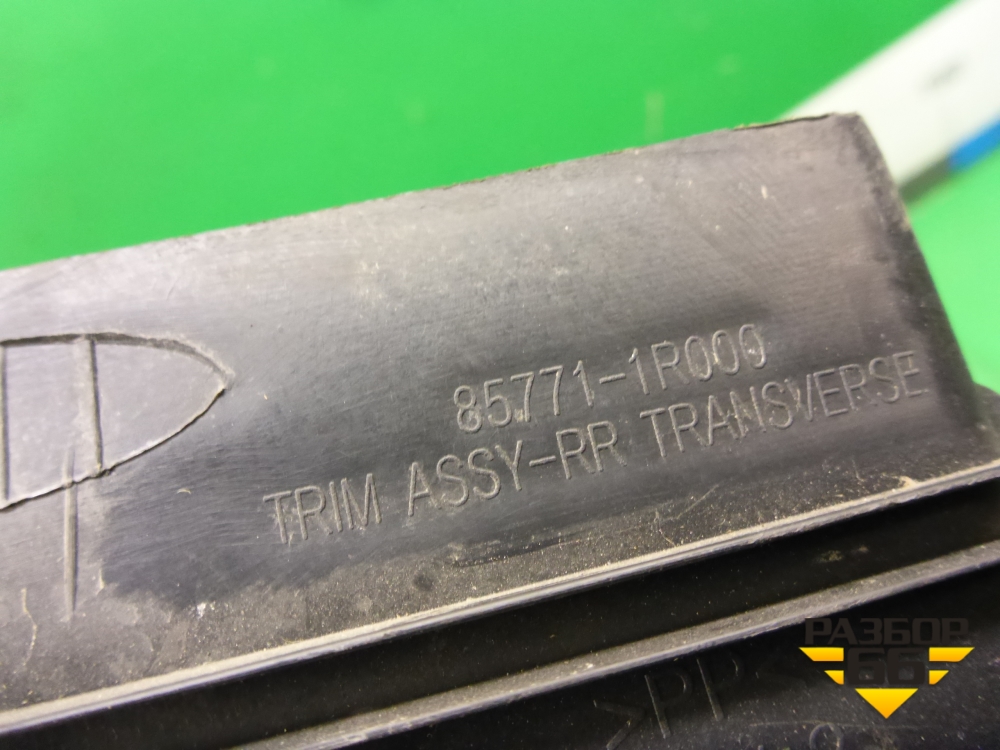 85771-1R000
TRIM ASSY-RR TRANSVERSE
>PP<
РАЗБОР
66